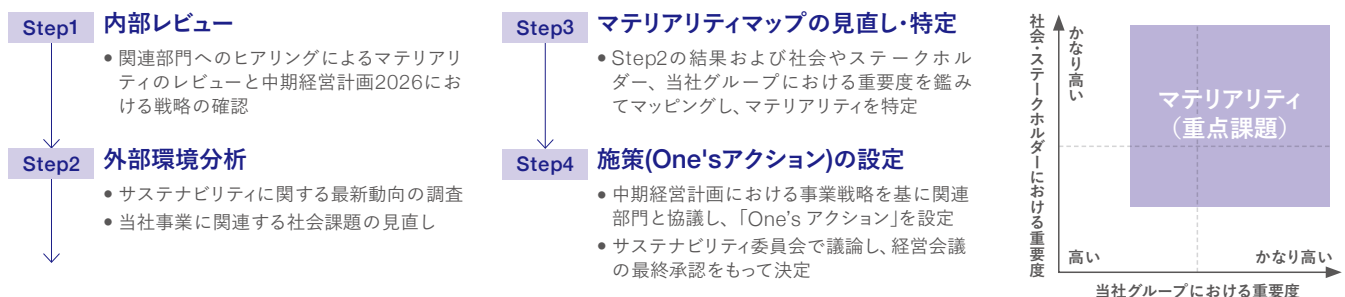 Step1 内部レビュー
●関連部門へのヒアリングによるマテリアリ
ティのレビューと中期経営計画2026にお
ける戦略の確認
Step2 外部環境分析
●サステナビリティに関する最新動向の調査
●当社事業に関連する社会課題の見直し
Step3 マテリアリティマップの見直し・特定
●Step2の結果および社会やステークホル
ダー、当社グループにおける重要度を鑑み
てマッピングし、マテリアリティを特定
Step4 施策(One'sアクション)の設定
●中期経営計画における事業戦略を基に関連
部門と協議し、「One’s アクション」を設定
●サステナビリティ委員会で議論し、経営会議
の最終承認をもって決定
社会・ステークホルダーにおける重要度
かなり高い
マテリアリティ
(重点課題)
高い
かなり高い
当社グループにおける重要度